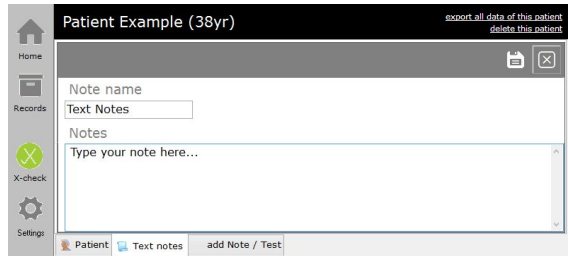 Patient Example (38yr)
export all data of this patient
delete this patient
Home
Records
X-check
Settings
Note name
Text Notes
Notes
Type your note here...
Patient
Text notes
add Note / Test